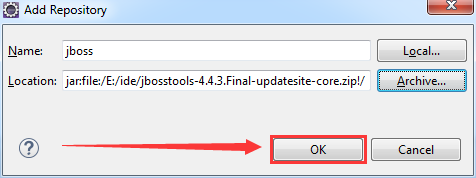 Add Repository
Name: jboss Local...
Location: jar:file:/E:/ide/jbosstools-4.4.3.Final-updatesite-core.zip!/ Archive...
? OK Cancel